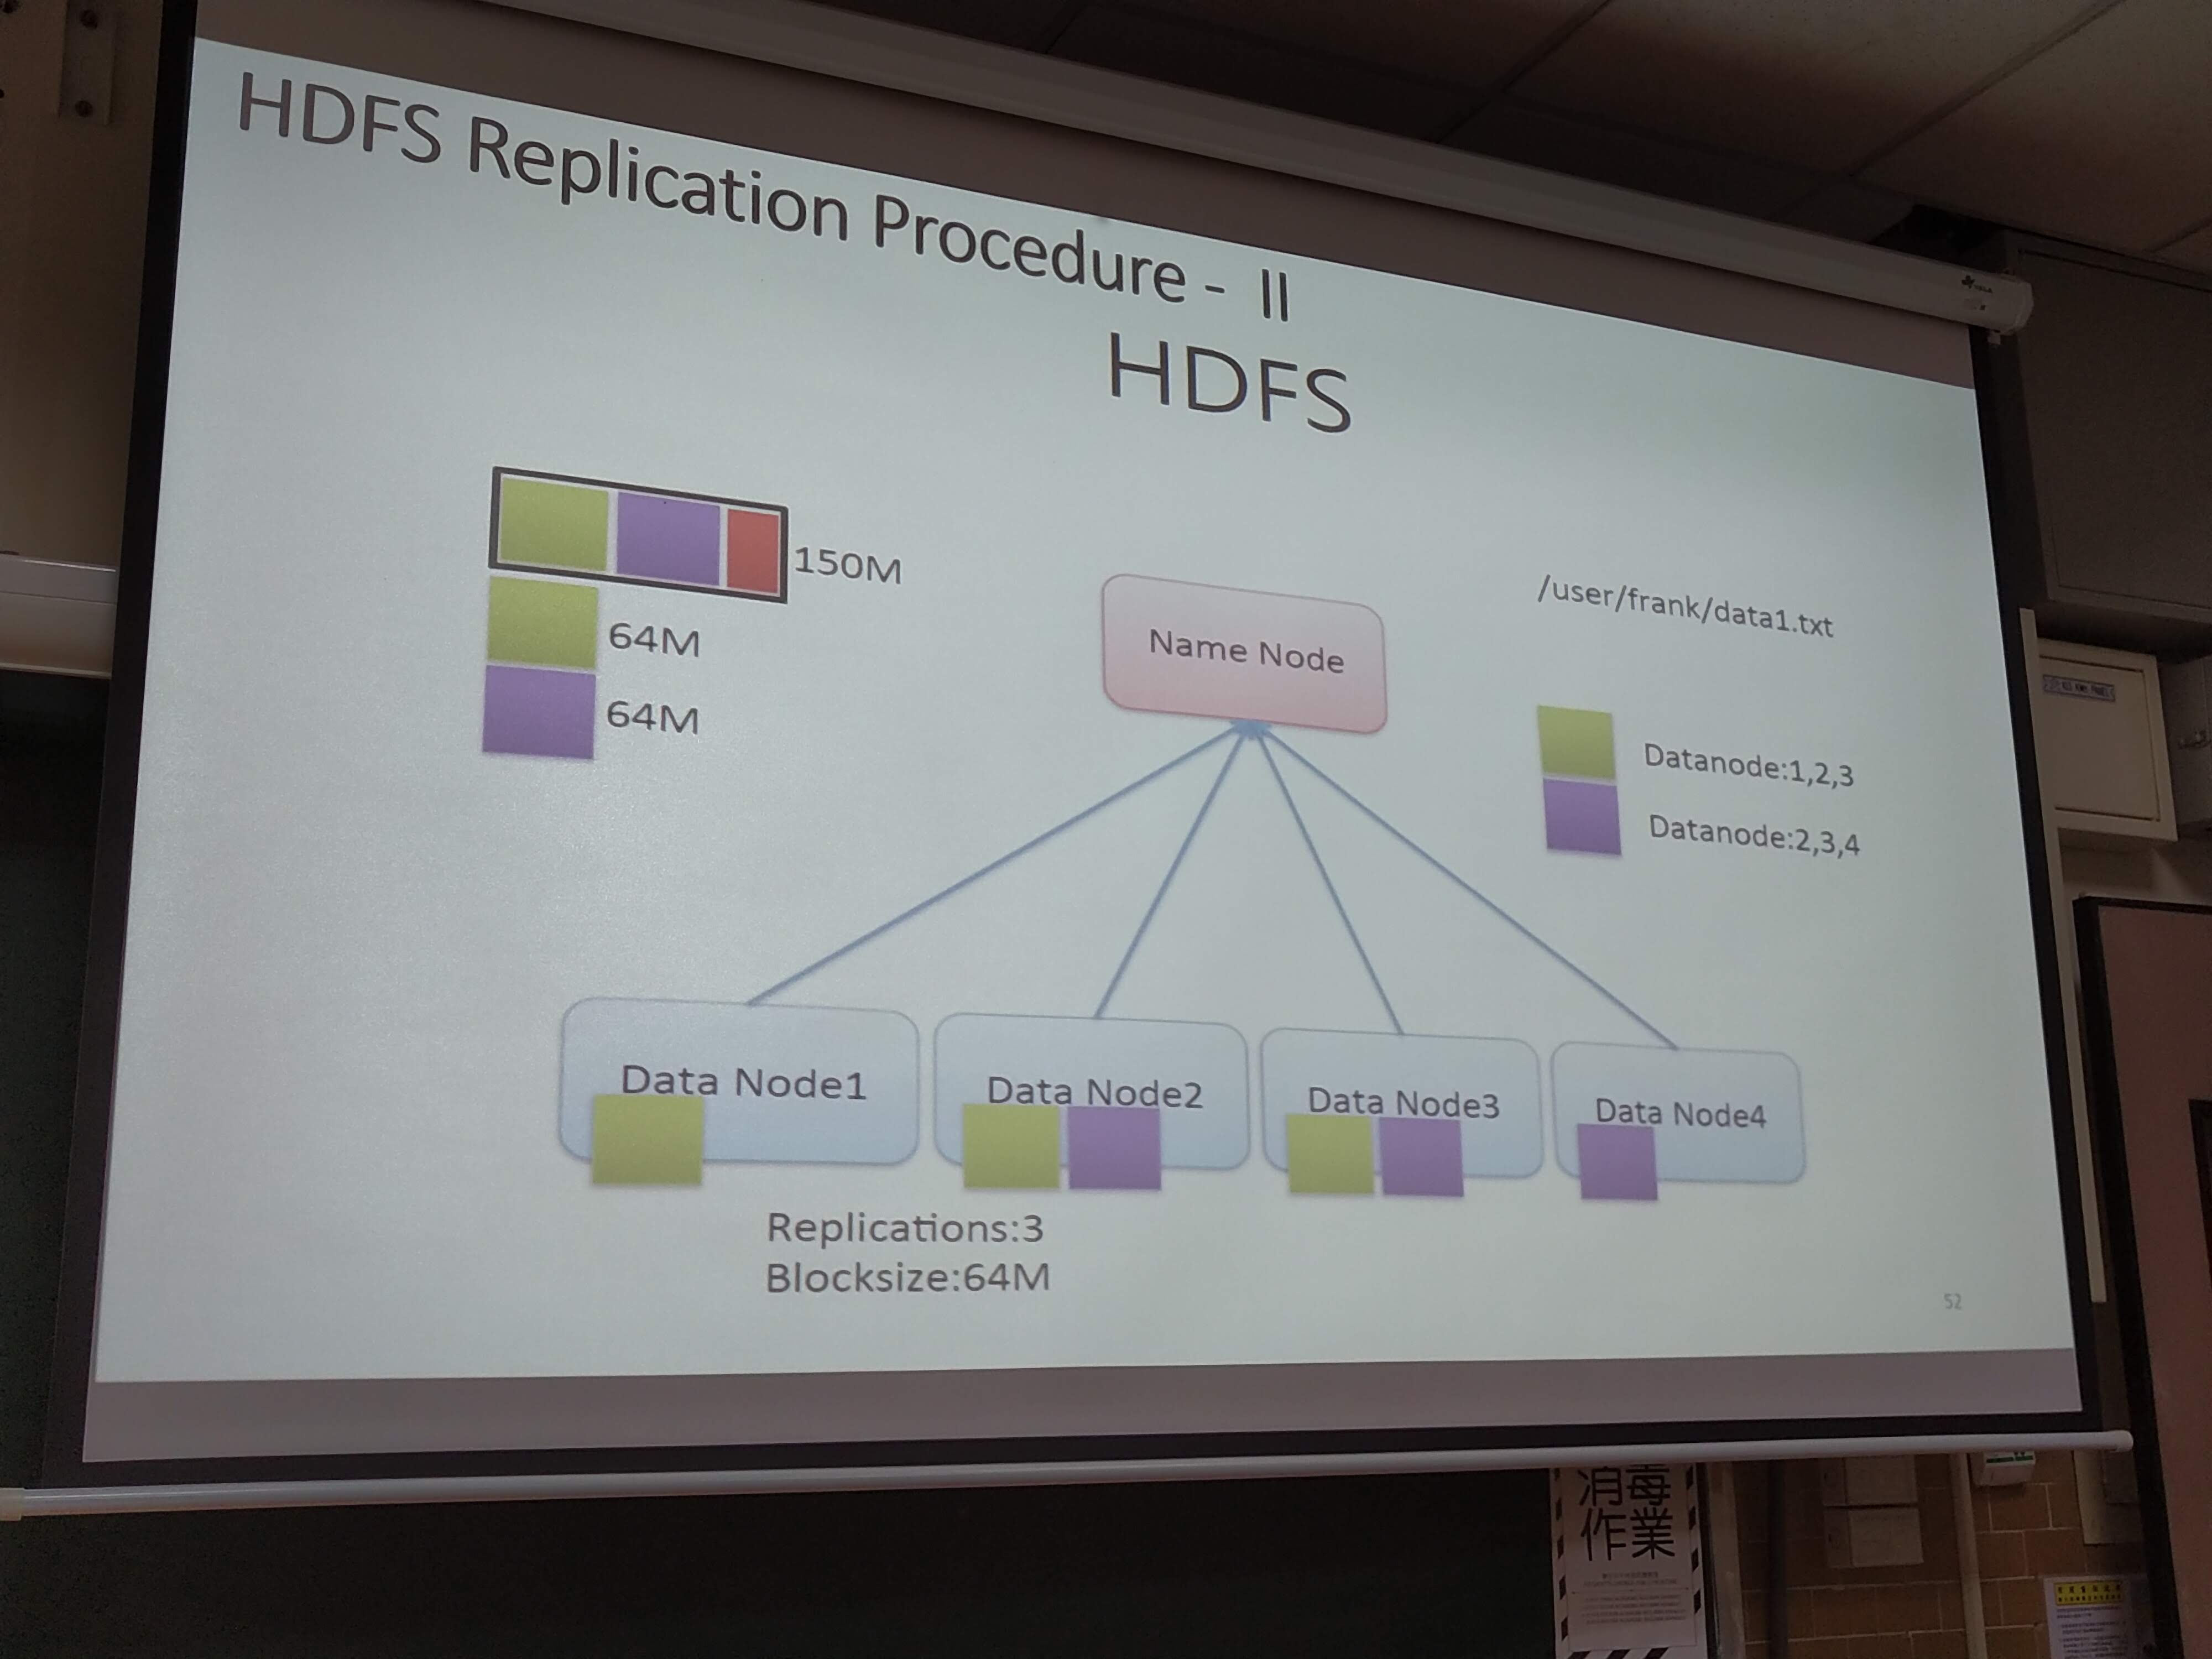 HDFS Replication Procedure - II
HDFS
150M
64M
64M
Name Node
/user/frank/data1.txt
Datanode:1,2,3
Datanode:2,3,4
Data Node1
Data Node2
Data Node3
Data Node4
Replications:3
Blocksize:64M
52
消毒
作業